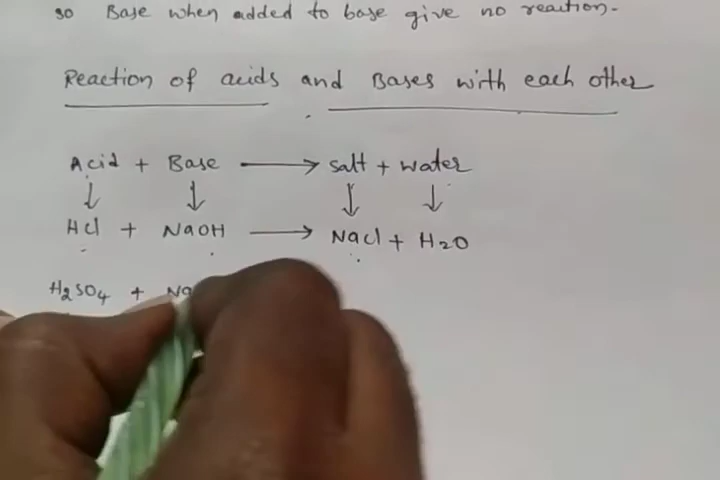 so Base when added to base give no reaction.
Reaction of acids and Bases with each other
Acid + Base → salt + water
↓ ↓ ↓ ↓
Hcl + NaOH → Nacl + H2O
H2SO4 + Na